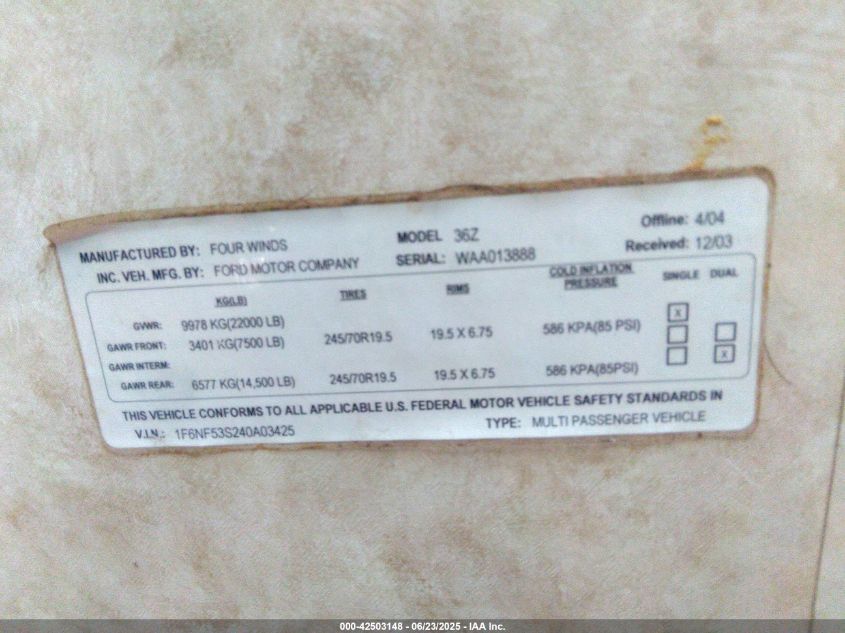 MANUFACTURED BY: FOUR WINDS MODEL 36Z Offline: 4/04
INC. VEH. MFG. BY: FORD MOTOR COMPANY SERIAL: WAA013888 Received: 12/03
KG(LB) TIRES RIMS COLD INFLATION PRESSURE SINGLE DUAL
GVWR: 9978 KG(22000 LB) X
GAWR FRONT: 3401 KG(7500 LB) 245/70R19.5 19.5 X 6.75 586 KPA(85 PSI)
GAWR INTERM:
GAWR REAR: 6577 KG(14,500 LB) 245/70R19.5 19.5 X 6.75 586 KPA(85PSI) X
THIS VEHICLE CONFORMS TO ALL APPLICABLE U.S. FEDERAL MOTOR VEHICLE SAFETY STANDARDS IN
V.I.N.: 1F6NF53S240A03425 TYPE: MULTI PASSENGER VEHICLE
000-42503148 - 06/23/2025 - IAA Inc.